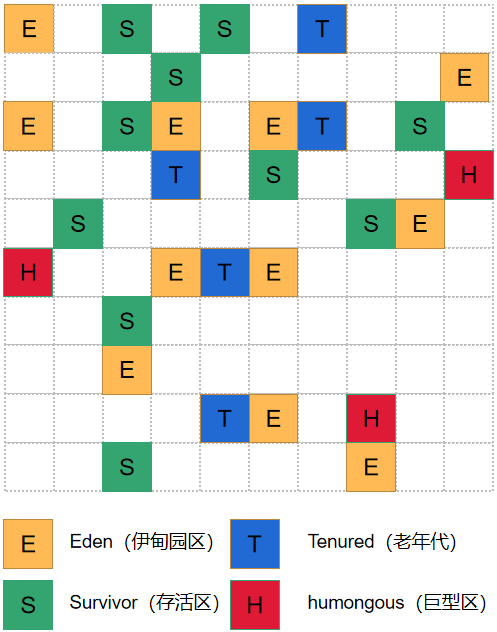 E S S T
S E
E S E E T S
T S H
S S E
H E T E
S
E
T E H
S E
E Eden（伊甸园区） T Tenured（老年代）
S Survivor（存活区） H humongous（巨型区）